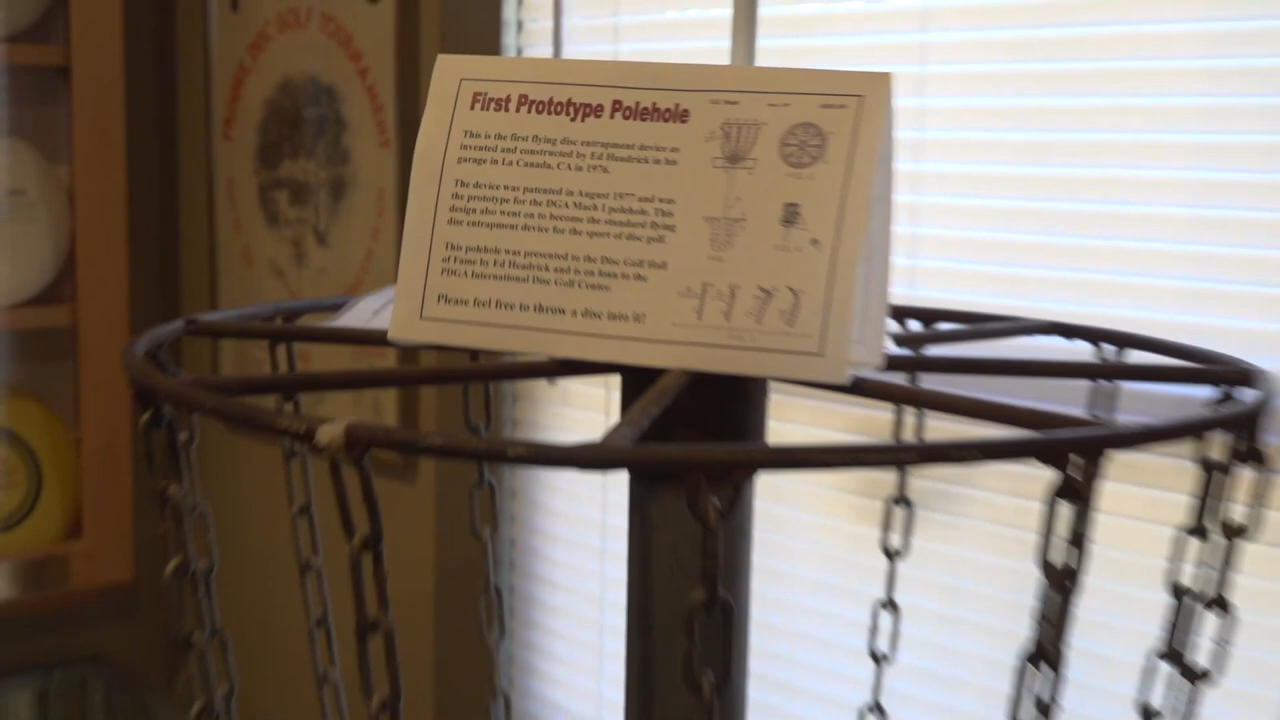 PRAIRIE DISC GOLF TOURNAMENT
First Prototype Polehole
This is the first flying disc entrapment device as
invented and constructed by Ed Headrick in his
garage in La Canada, CA in 1976.
The device was patented in August 1977 and was
the prototype for the DGA Mach I polehole. This
design also went on to become the standard flying
disc entrapment device for the sport of disc golf.
This polehole was presented to the Disc Golf Hall
of Fame by Ed Headrick and is on loan to the
PDGA International Disc Golf Center.
Please feel free to throw a disc into it!